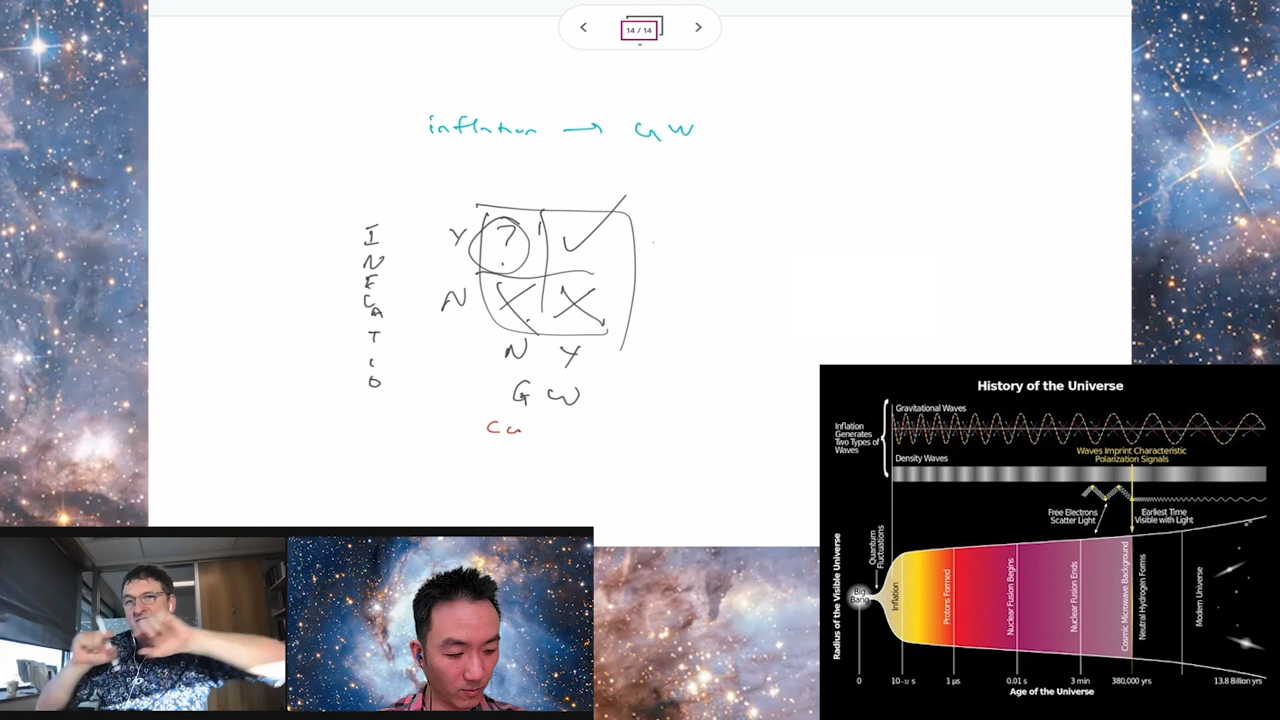 14 / 14
inflation → GW
Y ? ✓
N X X
N Y
G W
I
N
F
L
A
T
I
O
History of the Universe
Gravitational Waves
Inflation
Generates
Two Types of
Waves
Waves Imprint Characteristic
Polarization Signals
Density Waves
Free Electrons
Scatter Light
Earliest Time
Visible with Light
Radius of the Visible Universe
Quantum
Fluctuations
Big
Bang
Inflation
Protons Formed
Nuclear Fusion Begins
Nuclear Fusion Ends
Cosmic Microwave Background
Neutral Hydrogen Forms
Modern Universe
0 10⁻³² s 1 μs 0.01 s 3 min 380,000 yrs 13.8 Billion yrs
Age of the Universe